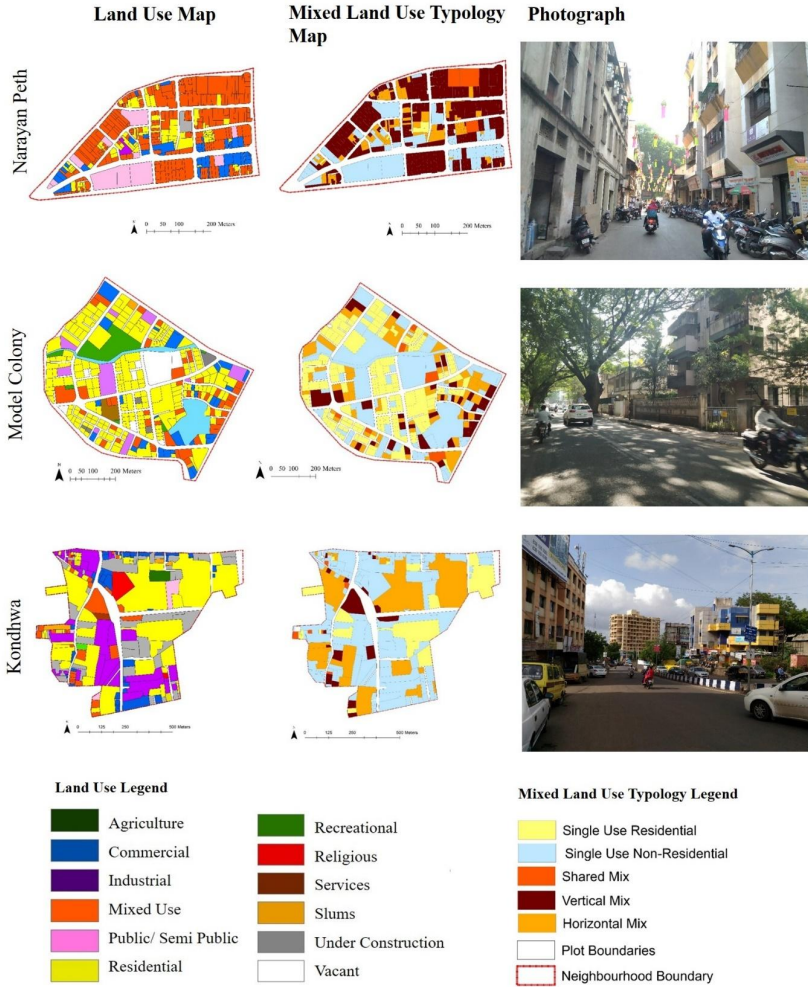 Land Use Map
Mixed Land Use Typology
Map
Photograph
Narayan Peth
0 50 100 200 Meters
0 50 100 200 Meters
Model Colony
N
0 50 100 200 Meters
0 50 100 200 Meters
Kondhwa
0 125 250 500 Meters
0 125 250 500 Meters
Land Use Legend
Agriculture
Commercial
Industrial
Mixed Use
Public/ Semi Public
Residential
Recreational
Religious
Services
Slums
Under Construction
Vacant
Mixed Land Use Typology Legend
Single Use Residential
Single Use Non-Residential
Shared Mix
Vertical Mix
Horizontal Mix
Plot Boundaries
Neighbourhood Boundary